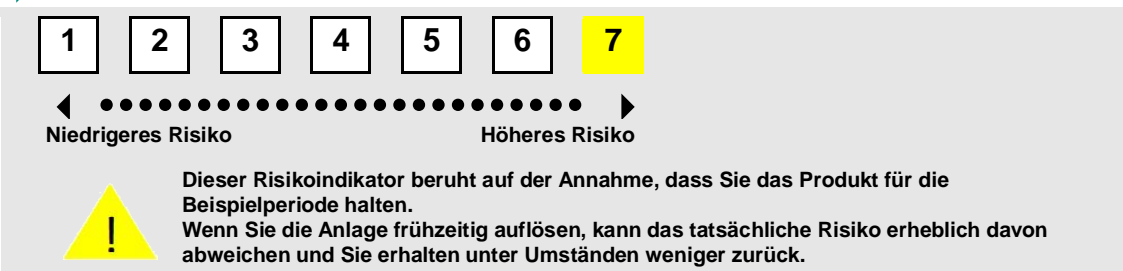 1 2 3 4 5 6 7
Niedrigeres Risiko Höheres Risiko
Dieser Risikoindikator beruht auf der Annahme, dass Sie das Produkt für die
Beispielperiode halten.
Wenn Sie die Anlage frühzeitig auflösen, kann das tatsächliche Risiko erheblich davon
abweichen und Sie erhalten unter Umständen weniger zurück.
!